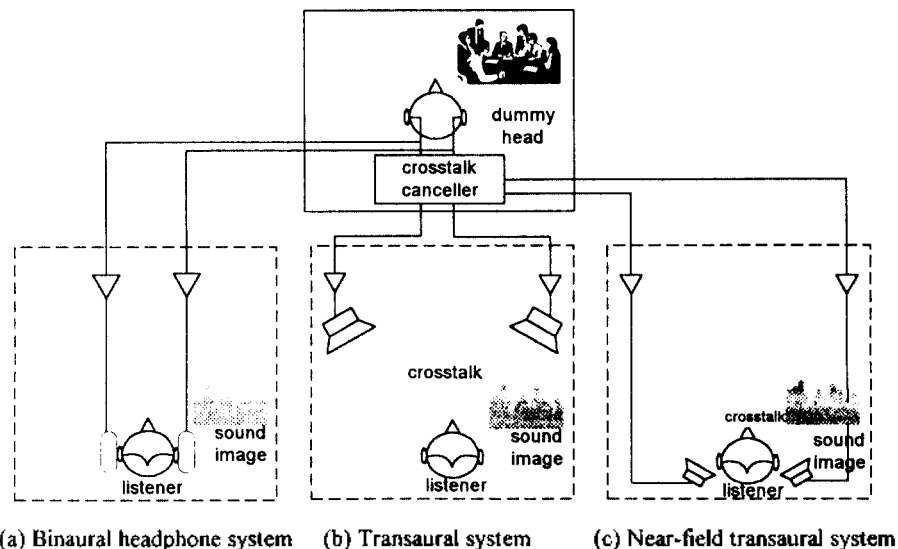 dummy
head
crosstalk
canceller
sound
image
listener
crosstalk
sound
image
listener
crosstalk
sound
image
listener
(a) Binaural headphone system
(b) Transaural system
(c) Near-field transaural system